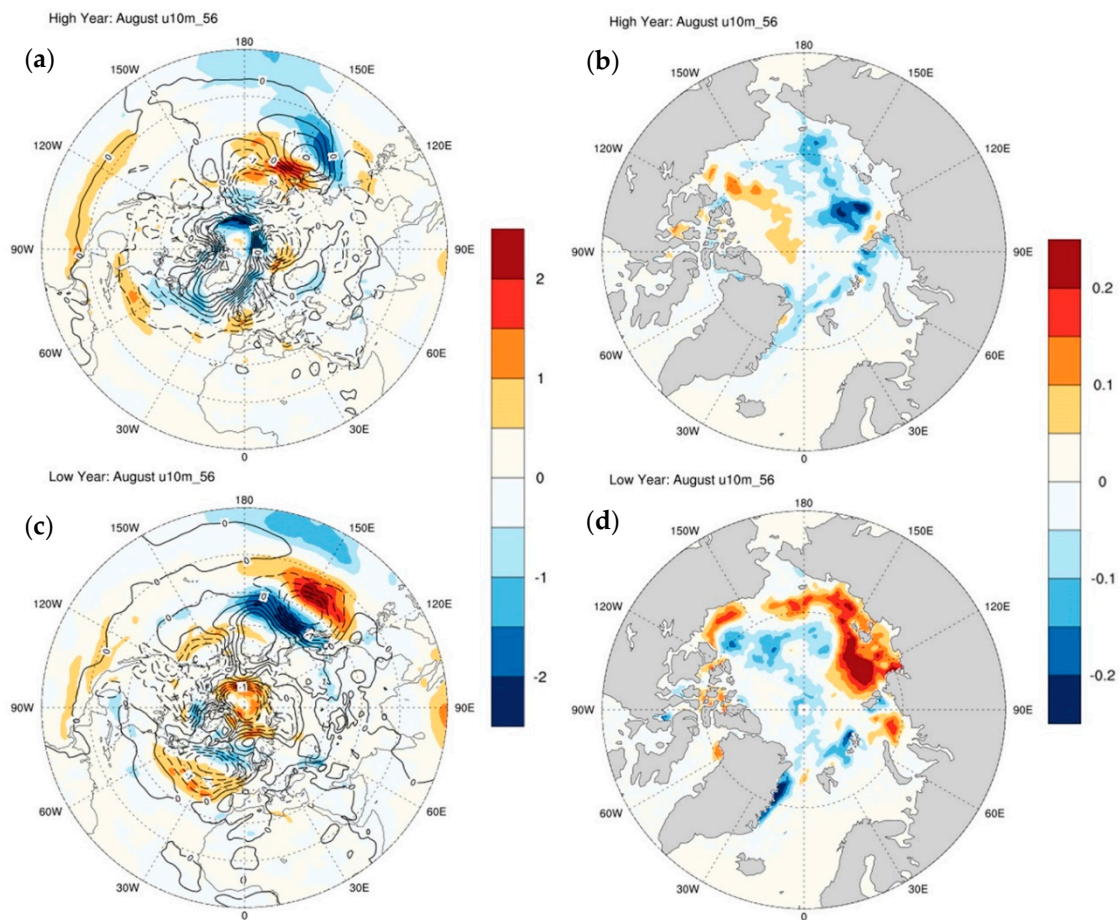 High Year: August u10m_56
(a)
180
150W
150E
120W
120E
90W
90E
60W
60E
30W
30E
0
High Year: August u10m_56
(b)
180
150W
150E
120W
120E
90W
90E
60W
60E
30W
30E
0
2
1
0
-1
-2
0.2
0.1
0
-0.1
-0.2
Low Year: August u10m_56
(c)
180
150W
150E
120W
120E
90W
90E
60W
60E
30W
30E
0
Low Year: August u10m_56
(d)
180
150W
150E
120W
120E
90W
90E
60W
60E
30W
30E
0